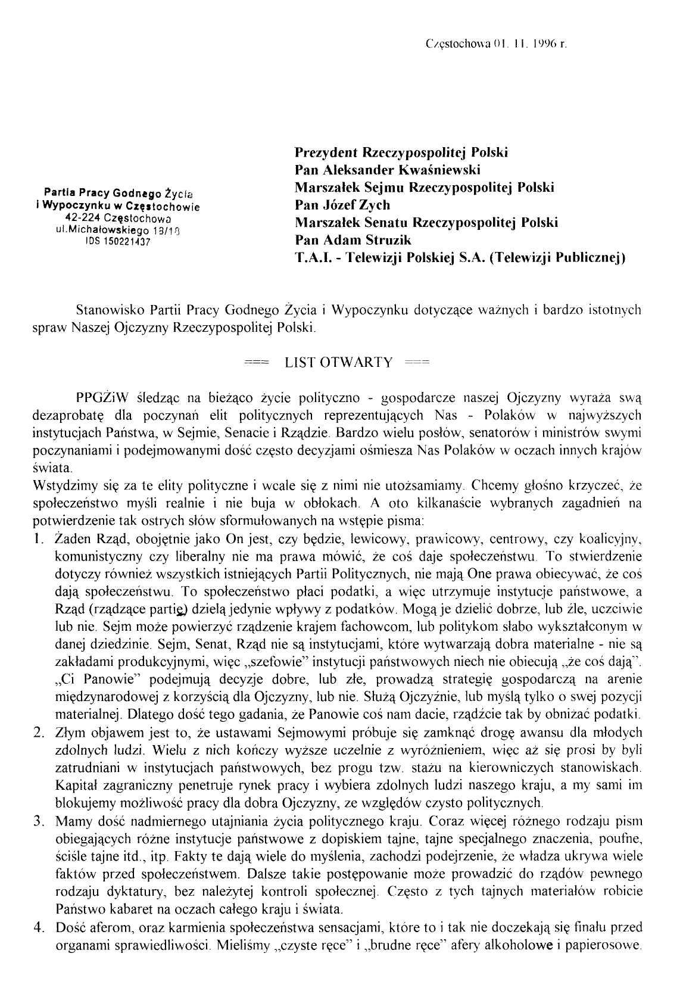 Częstochowa 01. 11. 1996 r.
Prezydent Rzeczypospolitej Polski
Pan Aleksander Kwaśniewski
Marszałek Sejmu Rzeczypospolitej Polski
Pan Józef Zych
Marszałek Senatu Rzeczypospolitej Polski
Pan Adam Struzik
T.A.I. - Telewizji Polskiej S.A. (Telewizji Publicznej)
Partia Pracy Godnego Życia
i Wypoczynku w Częstochowie
42-224 Częstochowa
ul.Michałowskiego
IDS 150221437
Stanowisko Partii Pracy Godnego Życia i Wypoczynku dotyczące ważnych i bardzo istotnych
spraw Naszej Ojczyzny Rzeczypospolitej Polski.
=== LIST OTWARTY ===
PPGŻiW śledząc na bieżąco życie polityczno - gospodarcze naszej Ojczyzny wyraża swą
dezaprobatę dla poczynań elit politycznych reprezentujących Nas - Polaków w najwyższych
instytucjach Państwa, w Sejmie, Senacie i Rządzie. Bardzo wielu posłów, senatorów i ministrów swymi
poczynaniami i podejmowanymi dość często decyzjami ośmiesza Nas Polaków w oczach innych krajów
świata.
Wstydzimy się za te elity polityczne i wcale się z nimi nie utożsamiamy. Chcemy głośno krzyczeć, że
społeczeństwo myśli realnie i nie buja w obłokach. A oto kilkanaście wybranych zagadnień na
potwierdzenie tak ostrych słów sformułowanych na wstępie pisma:
1. Żaden Rząd, obojętnie jako On jest, czy będzie, lewicowy, prawicowy, centrowy, czy koalicyjny,
komunistyczny czy liberalny nie ma prawa mówić, że coś daje społeczeństwu. To stwierdzenie
dotyczy również wszystkich istniejących Partii Politycznych, nie mają One prawa obiecywać, że coś
dają społeczeństwu. To społeczeństwo płaci podatki, a więc utrzymuje instytucje państwowe, a
Rząd (rządzące partie) dzielą jedynie wpływy z podatków. Mogą je dzielić dobrze, lub źle, uczciwie
lub nie. Sejm może powierzyć rządzenie krajem fachowcom, lub politykom słabo wykształconym w
danej dziedzinie. Sejm, Senat, Rząd nie są instytucjami, które wytwarzają dobra materialne - nie są
zakładami produkcyjnymi, więc „szefowie” instytucji państwowych niech nie obiecują „że coś dają”.
„Ci Panowie” podejmują decyzje dobre, lub złe, prowadzą strategię gospodarczą na arenie
międzynarodowej z korzyścią dla Ojczyzny, lub nie. Służą Ojczyźnie, lub myślą tylko o swej pozycji
materialnej. Dlatego dość tego gadania, że Panowie coś nam dacie, rządźcie tak by obniżać podatki.
2. Złym objawem jest to, że ustawami Sejmowymi próbuje się zamknąć drogę awansu dla młodych
zdolnych ludzi. Wielu z nich kończy wyższe uczelnie z wyróżnieniem, więc aż się prosi by byli
zatrudniani w instytucjach państwowych, bez progu tzw. stażu na kierowniczych stanowiskach.
Kapitał zagraniczny penetruje rynek pracy i wybiera zdolnych ludzi naszego kraju, a my sami im
blokujemy możliwość pracy dla dobra Ojczyzny, ze względów czysto politycznych.
3. Mamy dość nadmiernego utajniania życia politycznego kraju. Coraz więcej różnego rodzaju pism
obiegających różne instytucje państwowe z dopiskiem tajne, tajne specjalnego znaczenia, poufne,
ściśle tajne itd., itp. Fakty te dają wiele do myślenia, zachodzi podejrzenie, że władza ukrywa wiele
faktów przed społeczeństwem. Dalsze takie postępowanie może prowadzić do rządów pewnego
rodzaju dyktatury, bez należytej kontroli społecznej. Często z tych tajnych materiałów robicie
Państwo kabaret na oczach całego kraju i świata.
4. Dość aferom, oraz karmienia społeczeństwa sensacjami, które to i tak nie doczekają się finału przed
organami sprawiedliwości. Mieliśmy „czyste ręce” i „brudne ręce” afery alkoholowe i papierosowe.